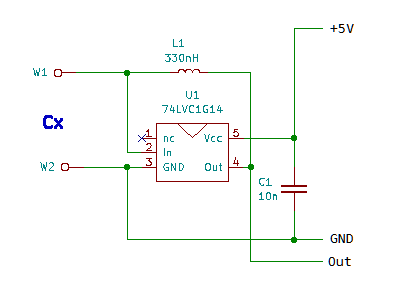 +5V
L1
330nH
W1
U1
74LVC1G14
Cx
1 nc Vcc 5
2 In
W2
3 GND Out 4
C1
10n
GND
Out